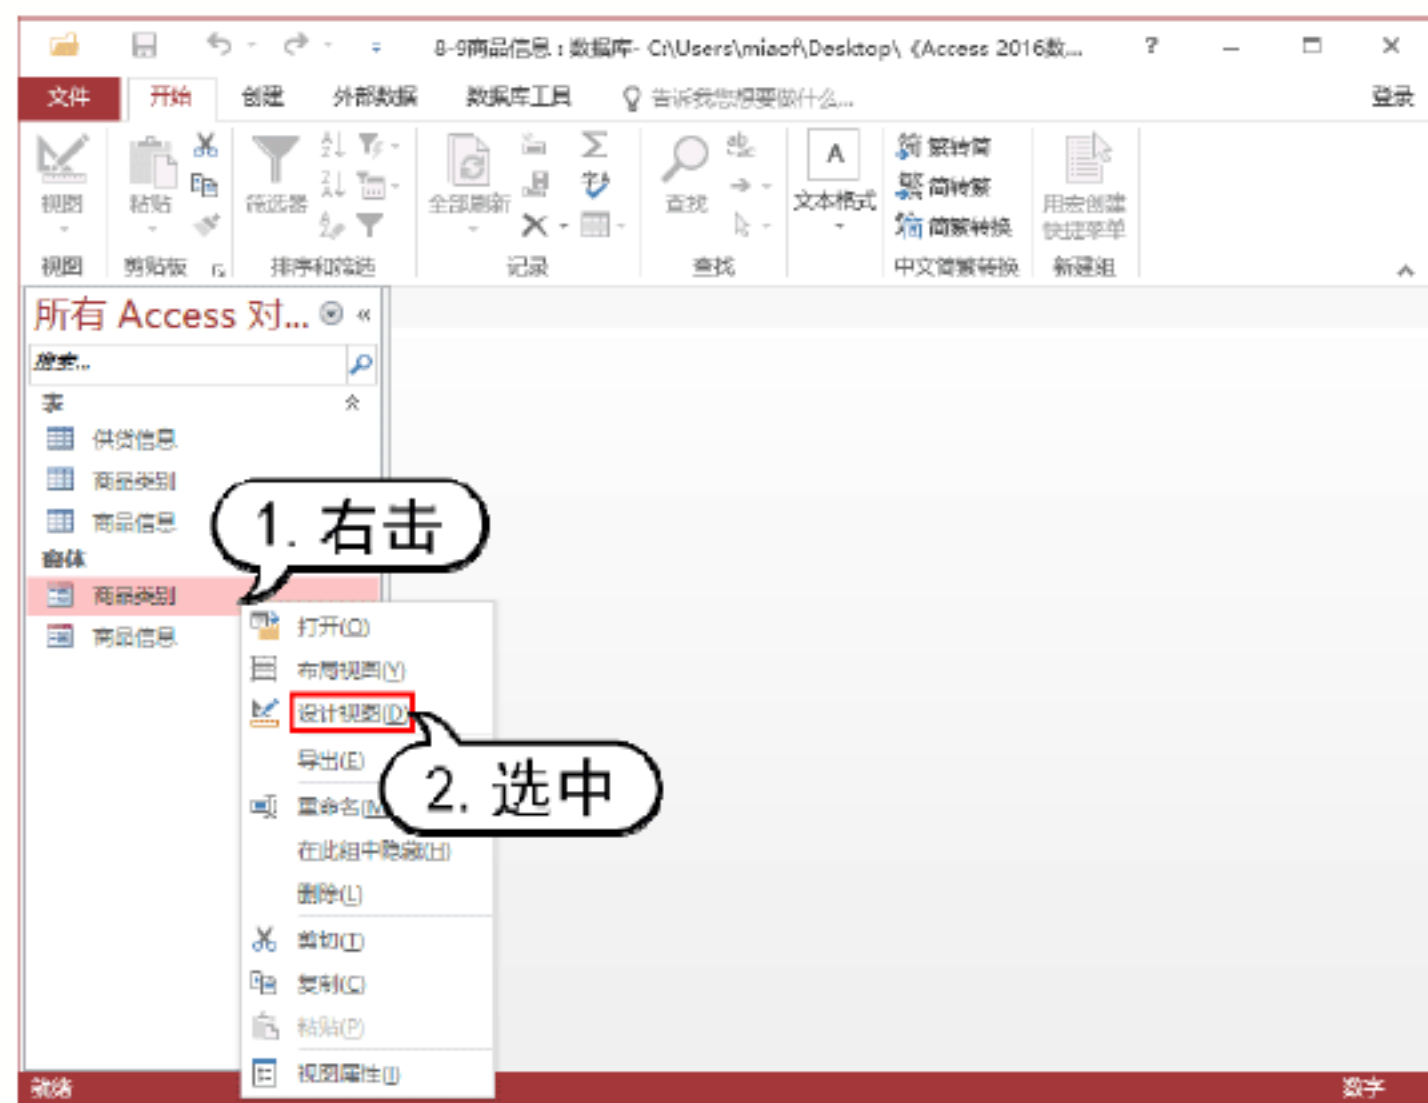 8-9商品信息 : 数据库- C:\Users\miaof\Desktop\《Access 2016数... ?
文件 开始 创建 外部数据 数据库工具 告诉我您想要做什么... 登录
视图 粘贴 筛选器 全部刷新 查找 文本格式 繁转简 简转繁 简繁转换 用宏创建快捷菜单
视图 剪贴板 排序和筛选 记录 查找 中文简繁转换 新建组
所有 Access 对... «
搜索...
表
供货信息
商品类别
商品信息
1. 右击
窗体
商品类别
商品信息
打开(O)
布局视图(Y)
设计视图(D)
导出(E)
2. 选中
重命名(M
在此组中隐藏(H)
删除(L)
剪切(T)
复制(C)
粘贴(P)
视图属性(I)
就绪 数字